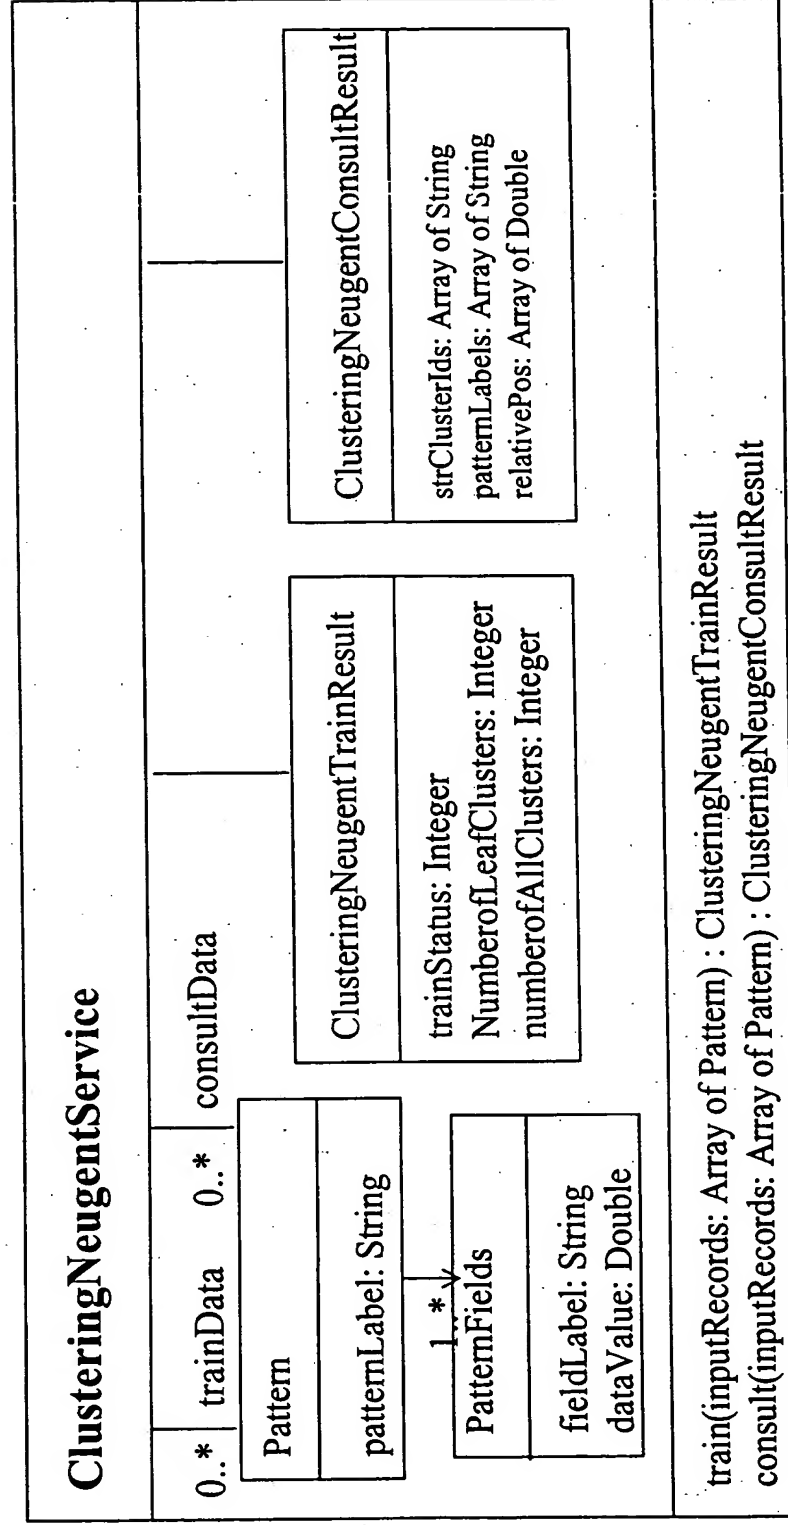 ClusteringNeugentService
0..* trainData 0..* consultData
Pattern
patternLabel: String
1..*
PatternFields
fieldLabel: String
dataValue: Double
ClusteringNeugentTrainResult
trainStatus: Integer
NumberofLeafClusters: Integer
numberofAllClusters: Integer
ClusteringNeugentConsultResult
strClusterIds: Array of String
patternLabels: Array of String
relativePos: Array of Double
train(inputRecords: Array of Pattern) : ClusteringNeugentTrainResult
consult(inputRecords: Array of Pattern) : ClusteringNeugentConsultResult